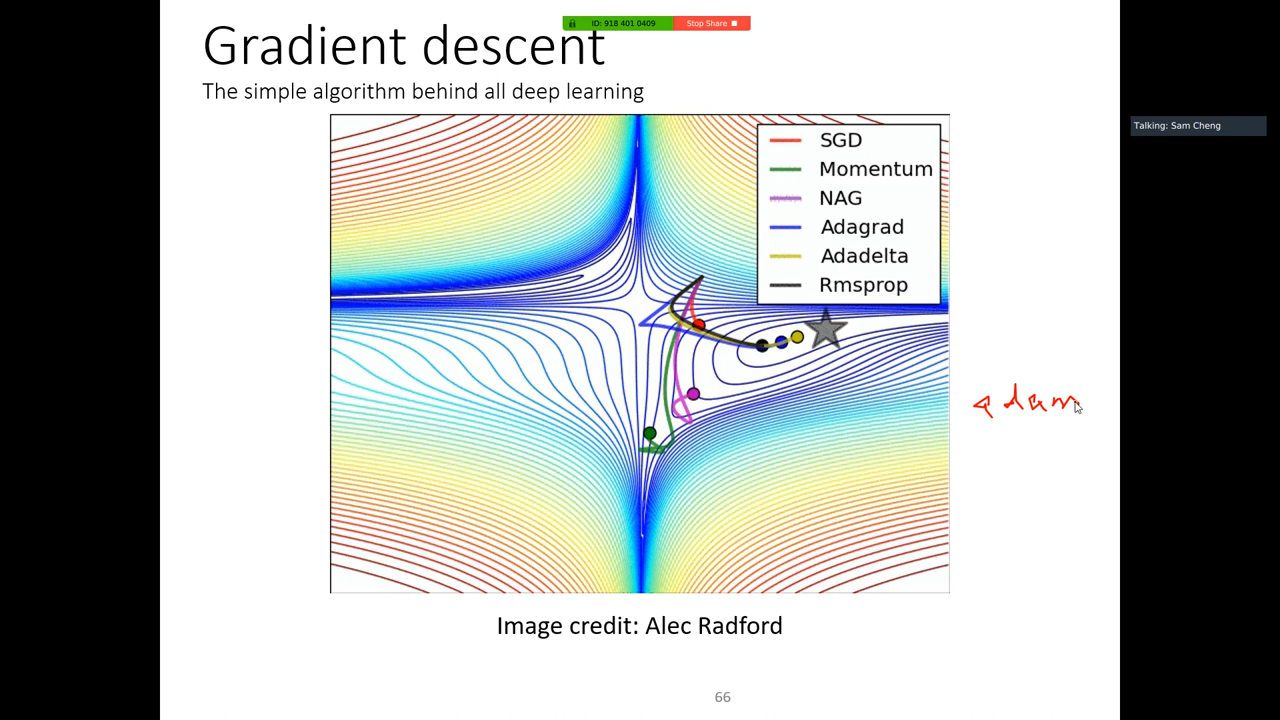 ID: 918 401 0409 Stop Share
Gradient descent
The simple algorithm behind all deep learning
Talking: Sam Cheng
SGD
Momentum
NAG
Adagrad
Adadelta
Rmsprop
adam
Image credit: Alec Radford
66